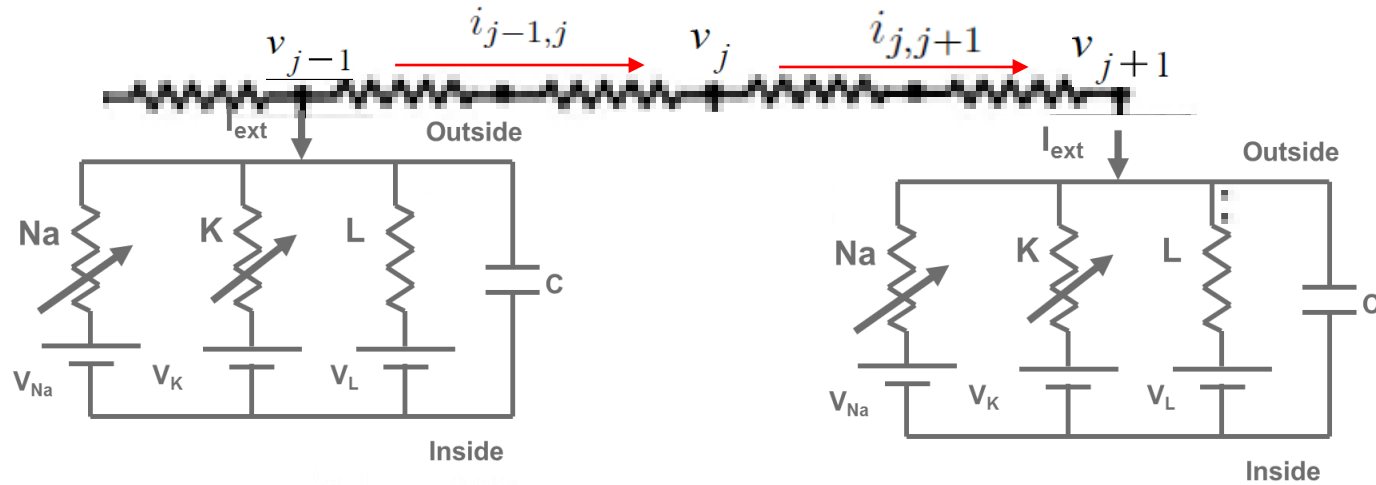 v_{j-1} i_{j-1,j} v_j i_{j,j+1} v_{j+1}
I_ext Outside
Na K L C
V_Na V_K V_L
Inside
I_ext Outside
Na K L C
V_Na V_K V_L
Inside